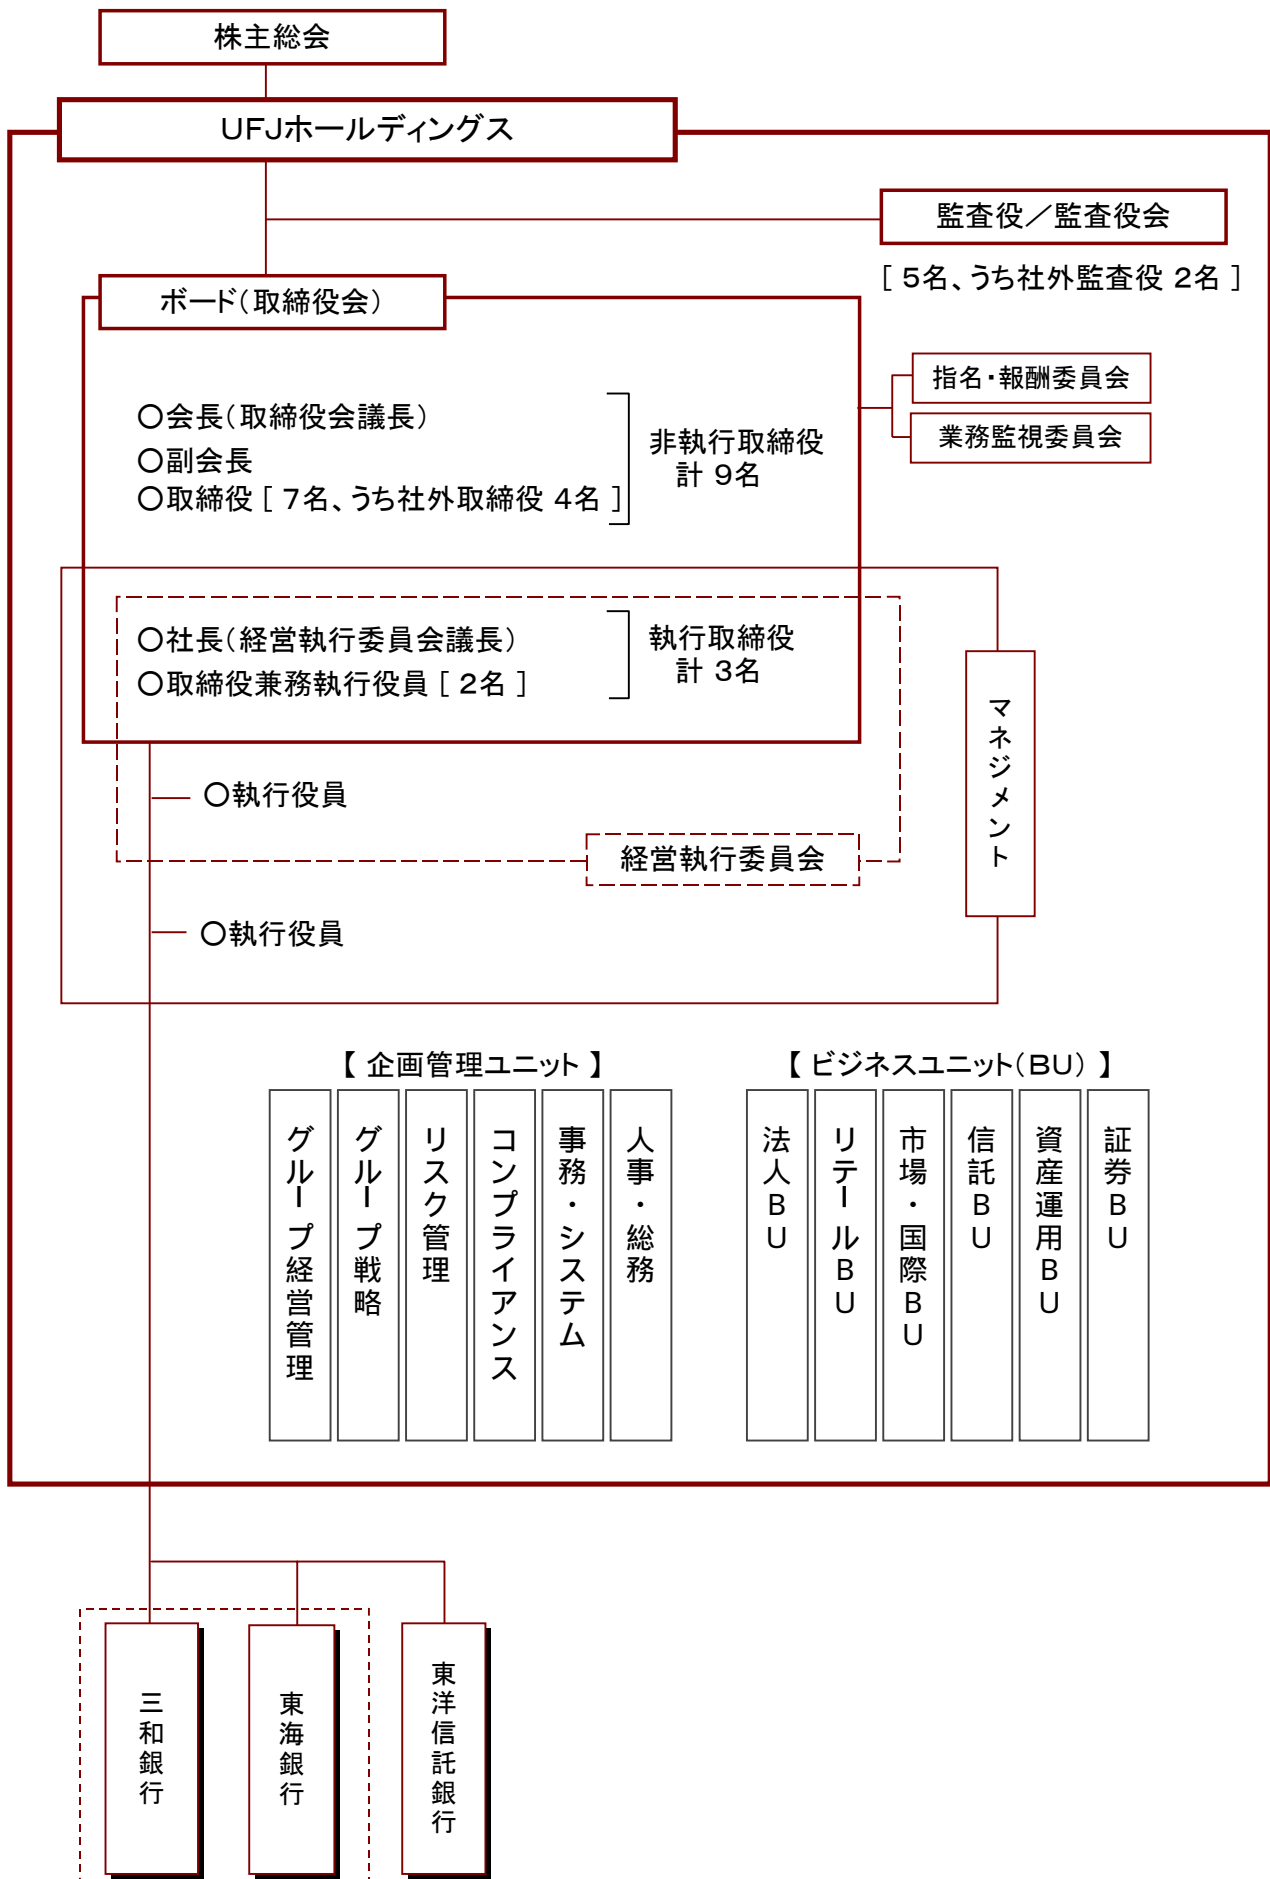 株主総会
UFJホールディングス
監査役／監査役会
[ 5名、うち社外監査役 2名 ]
ボード(取締役会)
指名・報酬委員会
業務監視委員会
○会長(取締役会議長)
○副会長
○取締役 [ 7名、うち社外取締役 4名 ]
非執行取締役
計 9名
○社長(経営執行委員会議長)
○取締役兼務執行役員 [ 2名 ]
執行取締役
計 3名
マネジメント
○執行役員
経営執行委員会
○執行役員
【 企画管理ユニット 】
【 ビジネスユニット(BU) 】
グループ経営管理
グループ戦略
リスク管理
コンプライアンス
事務・システム
人事・総務
法人BU
リテールBU
市場・国際BU
信託BU
資産運用BU
証券BU
三和銀行
東海銀行
東洋信託銀行